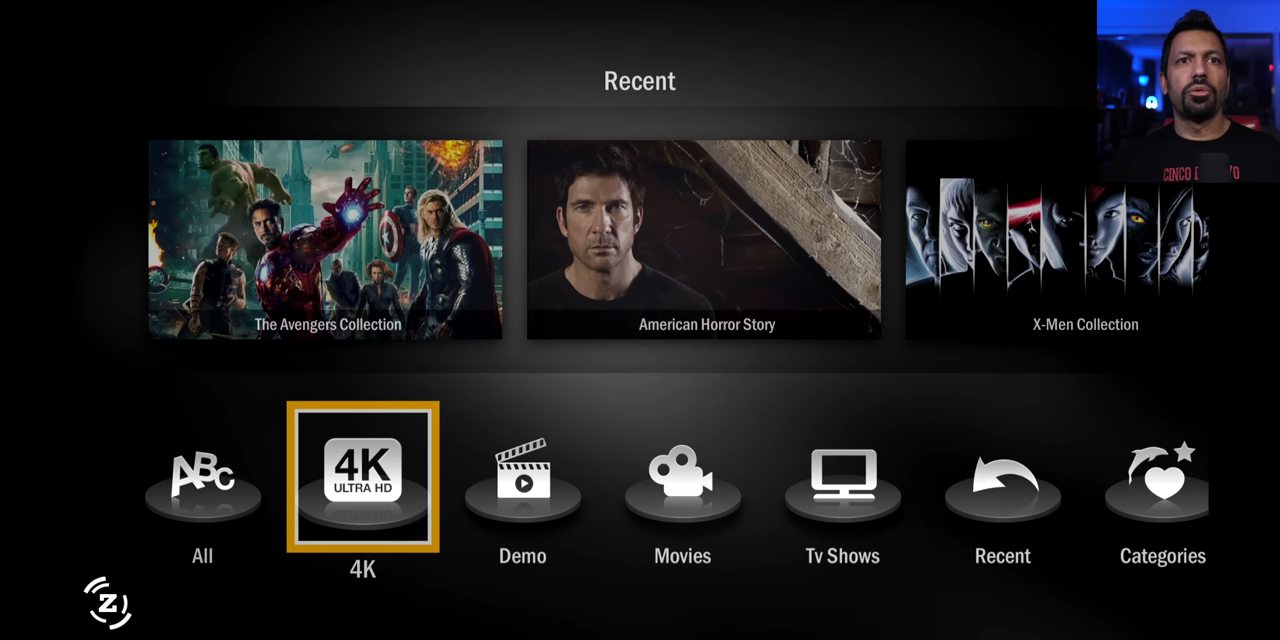 Recent
The Avengers Collection
American Horror Story
X-Men Collection
ABC
4K
ULTRA HD
All
4K
Demo
Movies
Tv Shows
Recent
Categories
Z